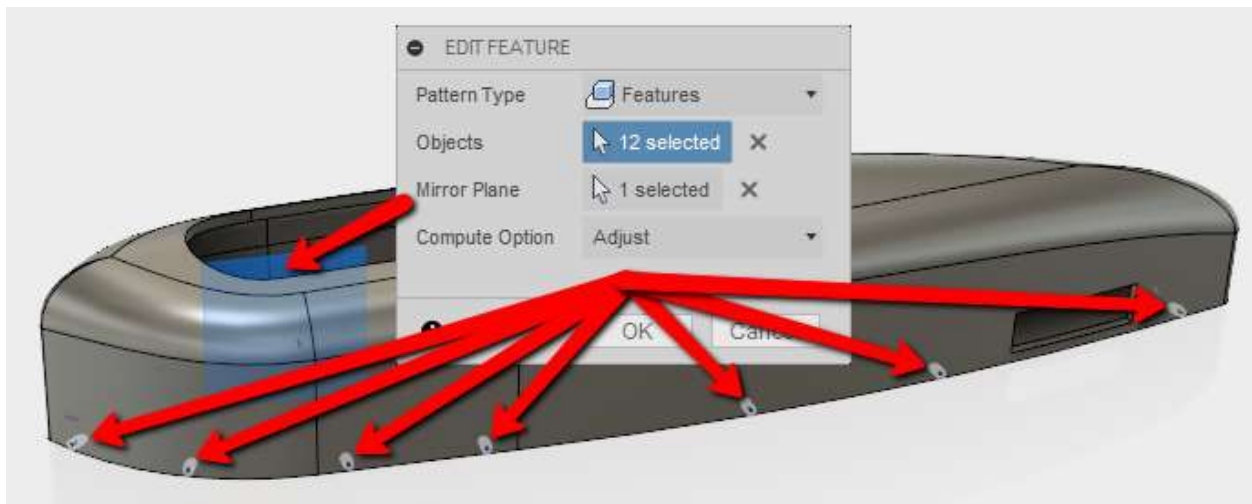 EDIT FEATURE
Pattern Type Features
Objects 12 selected
Mirror Plane 1 selected
Compute Option Adjust
OK